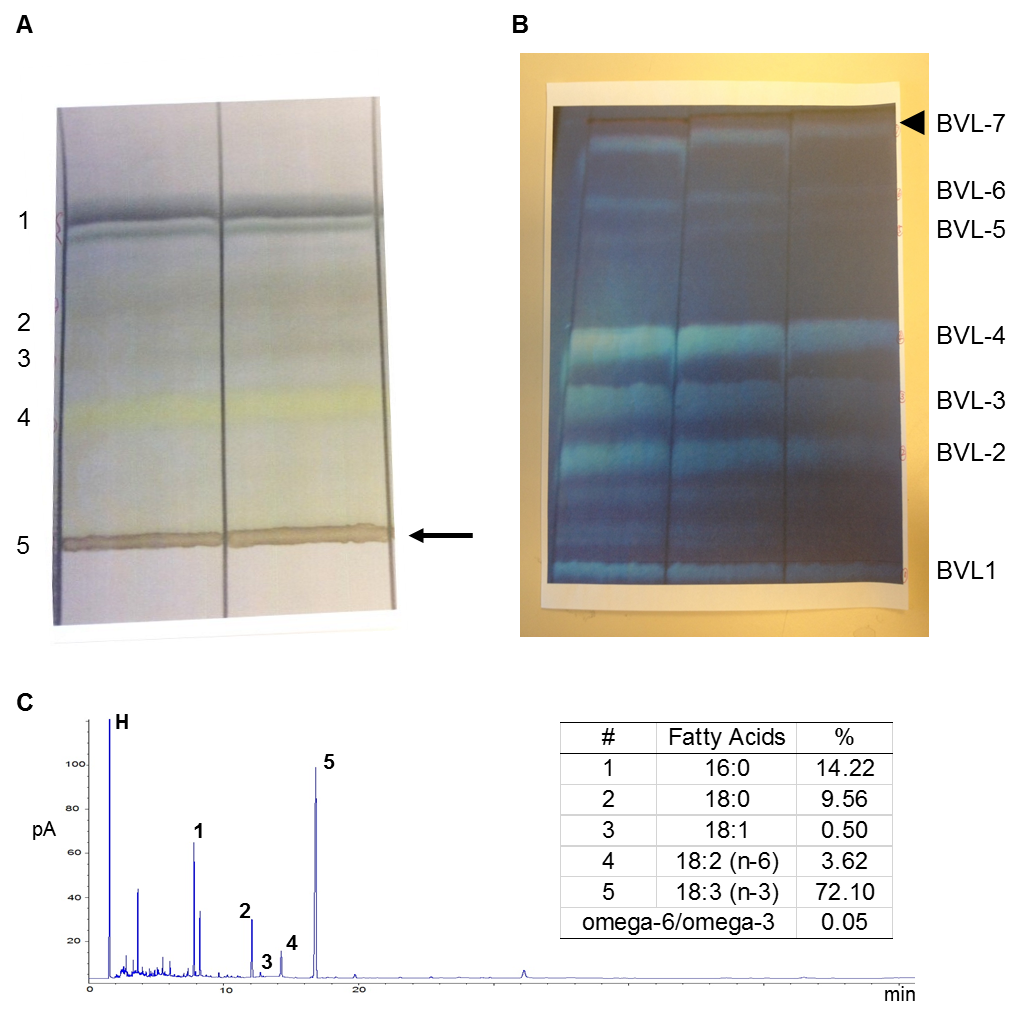 A
B
1
2
3
4
5
BVL-7
BVL-6
BVL-5
BVL-4
BVL-3
BVL-2
BVL1
C
pA
100
80
60
40
20
0
10
20
min
H
1
2
3
4
5
# Fatty Acids %
1 16:0 14.22
2 18:0 9.56
3 18:1 0.50
4 18:2 (n-6) 3.62
5 18:3 (n-3) 72.10
omega-6/omega-3 0.05